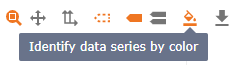 Identify data series by color